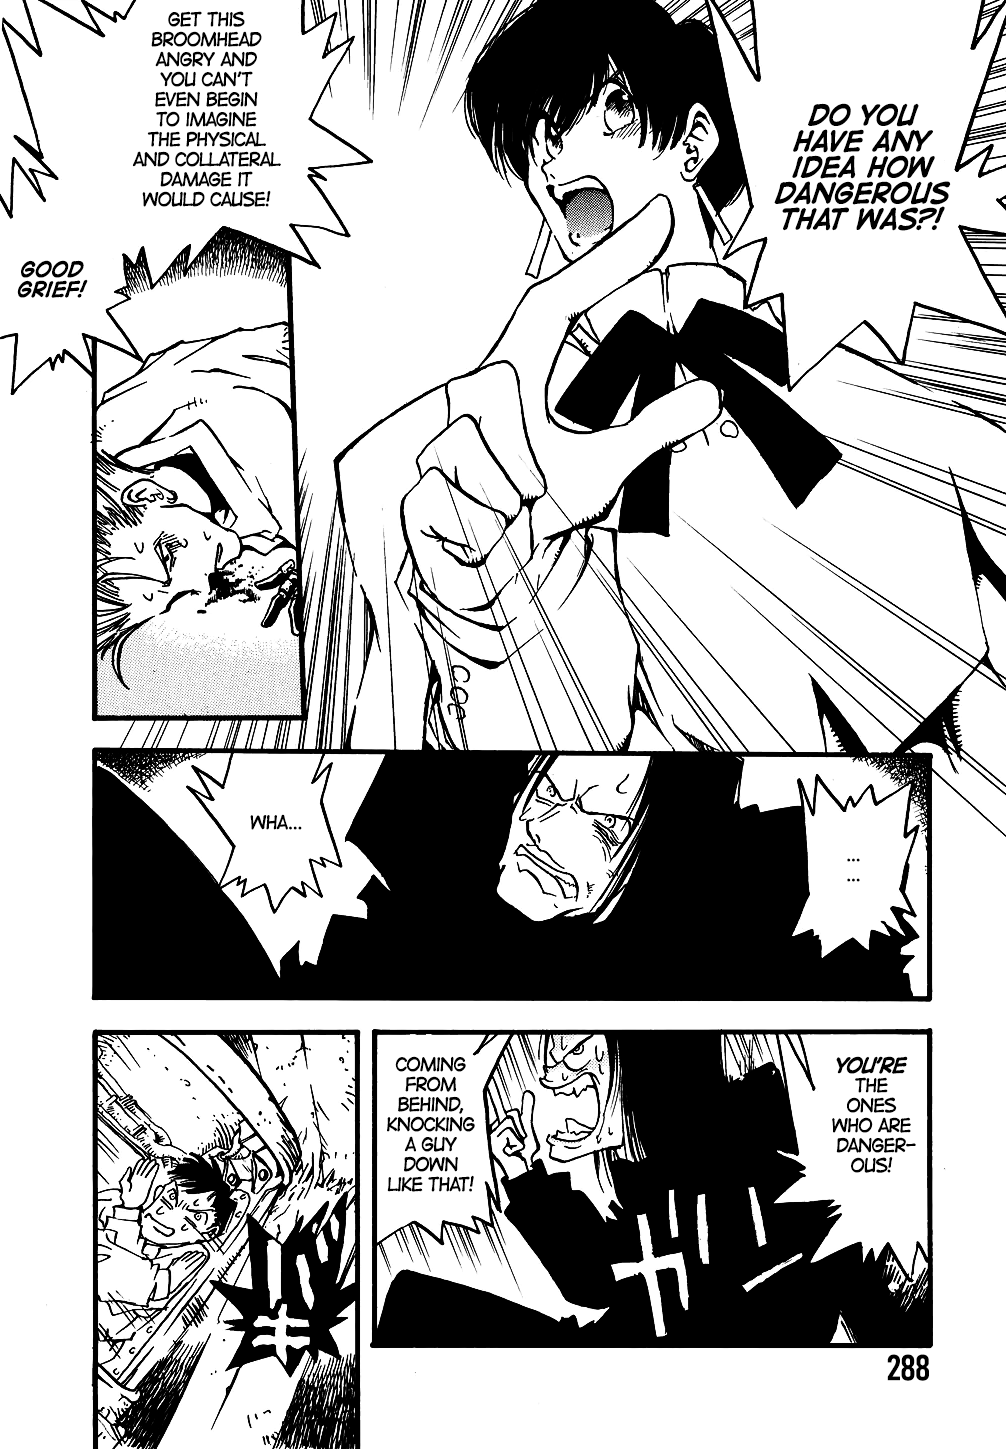 DO YOU
HAVE ANY
IDEA HOW
DANGEROUS
THAT WAS?!
GET THIS
BROOMHEAD
ANGRY AND
YOU CAN'T
EVEN BEGIN
TO IMAGINE
THE PHYSICAL
AND COLLATERAL
DAMAGE IT
WOULD CAUSE!
GOOD
GRIEF!
...
...
WHA...
YOU'RE
THE
ONES
WHO ARE
DANGER-
OUS!
COMING
FROM
BEHIND,
KNOCKING
A GUY
DOWN
LIKE THAT!
ガバッ
288